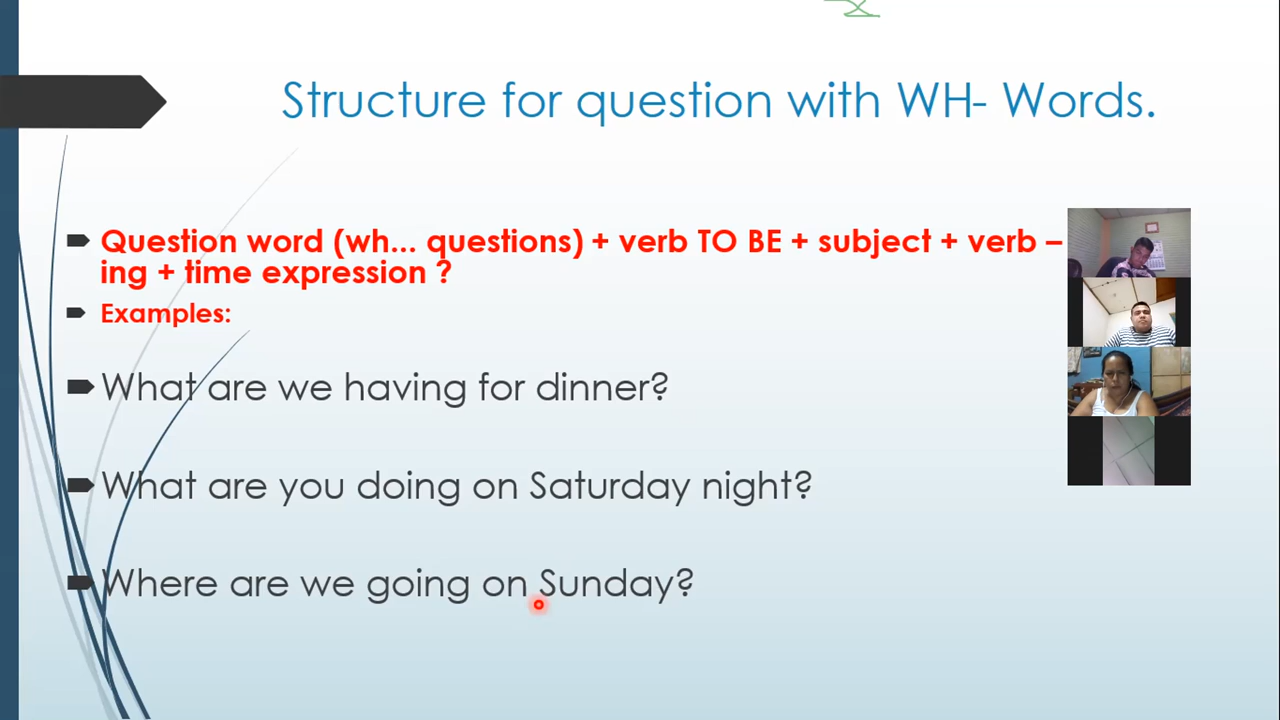 Structure for question with WH- Words.
Question word (wh... questions) + verb TO BE + subject + verb –
ing + time expression ?
Examples:
What are we having for dinner?
What are you doing on Saturday night?
Where are we going on Sunday?